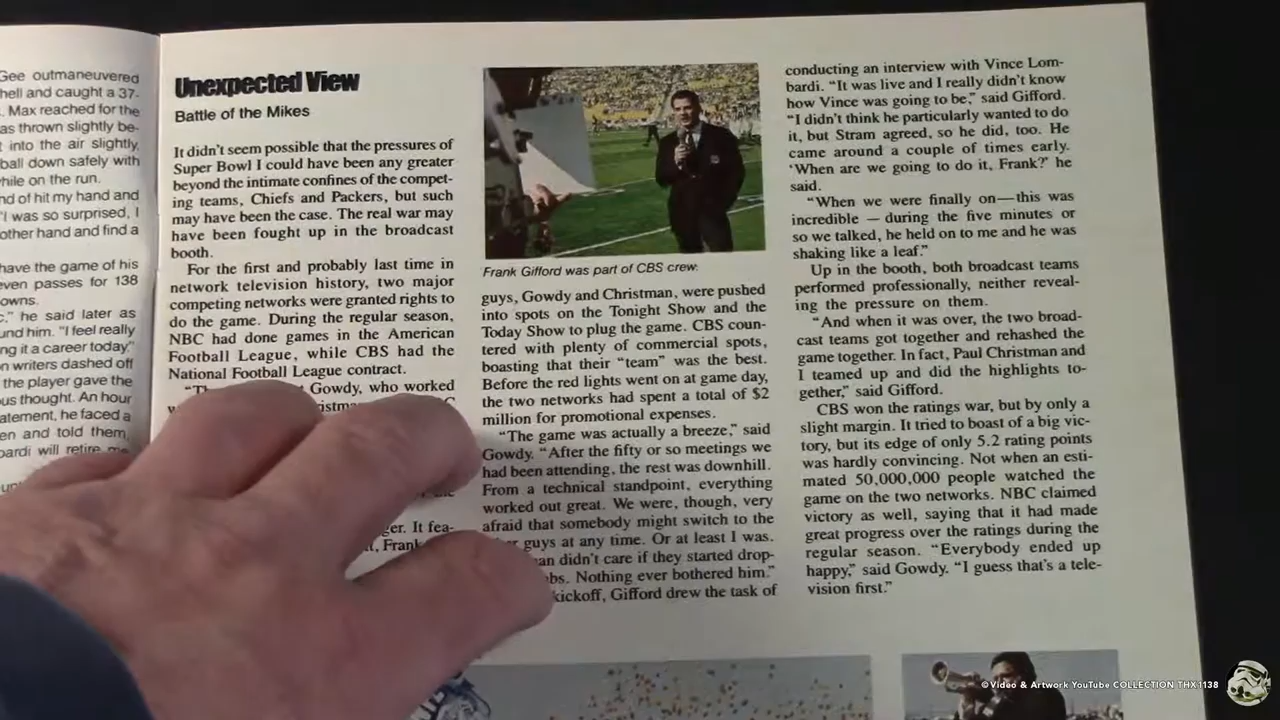 Gee outmaneuvered
hell and caught a 37-
. Max reached for the
as thrown slightly be-
t into the air slightly,
ball down safely with
while on the run.
nd of hit my hand and
"I was so surprised, I
other hand and find a
have the game of his
even passes for 138
owns.
c," he said later as
und him. "I feel really
ng it a career today."
on writers dashed off
the player gave the
ous thought. An hour
atement, he faced a
en and told them,
bardi will retire me
Unexpected View
Battle of the Mikes
It didn't seem possible that the pressures of
Super Bowl I could have been any greater
beyond the intimate confines of the compet-
ing teams, Chiefs and Packers, but such
may have been the case. The real war may
have been fought up in the broadcast
booth.
For the first and probably last time in
network television history, two major
competing networks were granted rights to
do the game. During the regular season,
NBC had done games in the American
Football League, while CBS had the
National Football League contract.
Gowdy, who worked
ger. It fea-
Frank
Frank Gifford was part of CBS crew.
guys, Gowdy and Christman, were pushed
into spots on the Tonight Show and the
Today Show to plug the game. CBS coun-
tered with plenty of commercial spots,
boasting that their "team" was the best.
Before the red lights went on at game day,
the two networks had spent a total of $2
million for promotional expenses.
"The game was actually a breeze," said
Gowdy. "After the fifty or so meetings we
had been attending, the rest was downhill.
From a technical standpoint, everything
worked out great. We were, though, very
afraid that somebody might switch to the
guys at any time. Or at least I was.
an didn't care if they started drop-
bs. Nothing ever bothered him."
kickoff, Gifford drew the task of
conducting an interview with Vince Lom-
bardi. "It was live and I really didn't know
how Vince was going to be," said Gifford.
"I didn't think he particularly wanted to do
it, but Stram agreed, so he did, too. He
came around a couple of times early.
'When are we going to do it, Frank?' he
said.
"When we were finally on—this was
incredible — during the five minutes or
so we talked, he held on to me and he was
shaking like a leaf."
Up in the booth, both broadcast teams
performed professionally, neither reveal-
ing the pressure on them.
"And when it was over, the two broad-
cast teams got together and rehashed the
game together. In fact, Paul Christman and
I teamed up and did the highlights to-
gether," said Gifford.
CBS won the ratings war, but by only a
slight margin. It tried to boast of a big vic-
tory, but its edge of only 5.2 rating points
was hardly convincing. Not when an esti-
mated 50,000,000 people watched the
game on the two networks. NBC claimed
victory as well, saying that it had made
great progress over the ratings during the
regular season. "Everybody ended up
happy," said Gowdy. "I guess that's a tele-
vision first."
©Video & Artwork YouTube COLLECTION THX1138